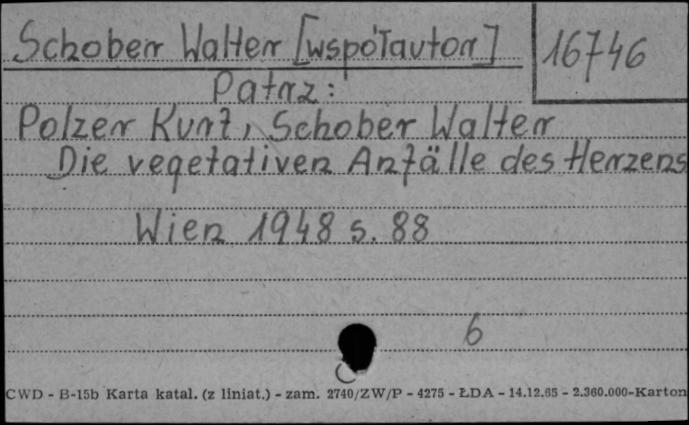 Schober Walter [współautor]
16746
Patrz:
Polzer Kurt, Schober Walter
Die vegetativen Anfälle des Herzens
Wien 1948 s. 88
6
CWD - B-15b Karta katal. (z liniat.) - zam. 2740/ZW/P - 4275 - ŁDA - 14.12.65 - 2.360.000-Karton